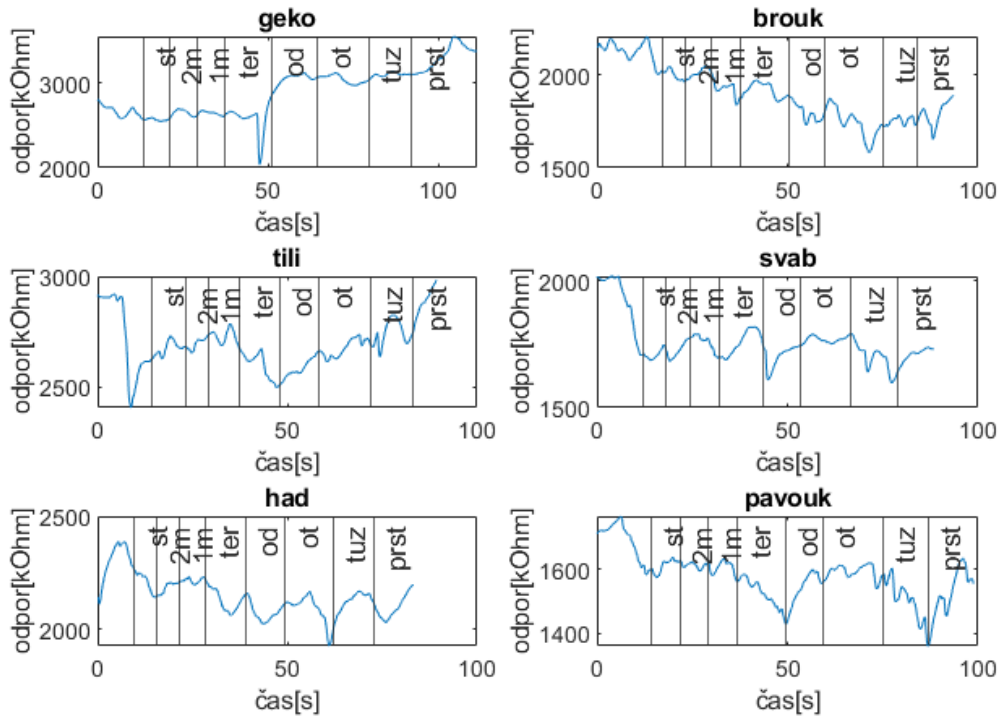 geko
odpor[kOhm]
3000
2000
st
2m
1m
ter
od
ot
tuz
prst
0
50
100
čas[s]
brouk
odpor[kOhm]
2000
1500
st
2m
1m
ter
od
ot
tuz
prst
0
50
100
čas[s]
tili
odpor[kOhm]
3000
2500
st
2m
1m
ter
od
ot
tuz
prst
0
50
100
čas[s]
svab
odpor[kOhm]
2000
1500
st
2m
1m
ter
od
ot
tuz
prst
0
50
100
čas[s]
had
odpor[kOhm]
2500
2000
st
2m
1m
ter
od
ot
tuz
prst
0
50
100
čas[s]
pavouk
odpor[kOhm]
1600
1400
st
2m
1m
ter
od
ot
tuz
prst
0
50
100
čas[s]